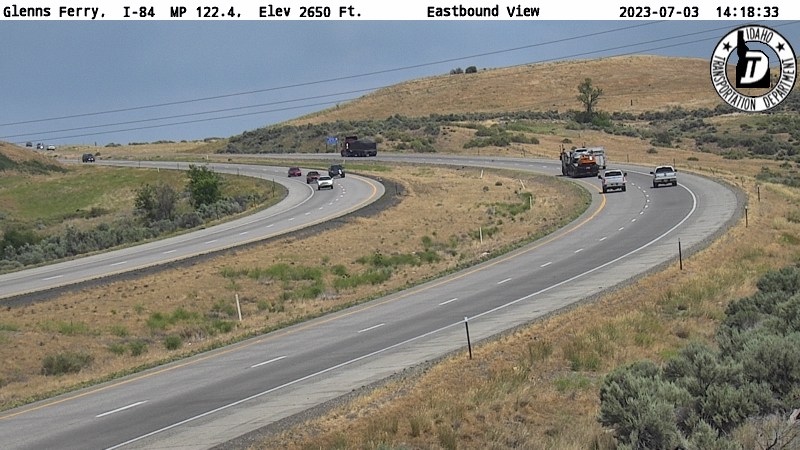 Glenns Ferry, I-84 MP 122.4, Elev 2650 Ft. Eastbound View 2023-07-03 14:18:33
IDAHO
TRANSPORTATION DEPARTMENT